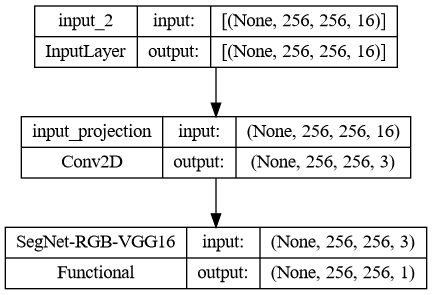 input_2 input: [(None, 256, 256, 16)]
InputLayer output: [(None, 256, 256, 16)]
input_projection input: (None, 256, 256, 16)
Conv2D output: (None, 256, 256, 3)
SegNet-RGB-VGG16 input: (None, 256, 256, 3)
Functional output: (None, 256, 256, 1)